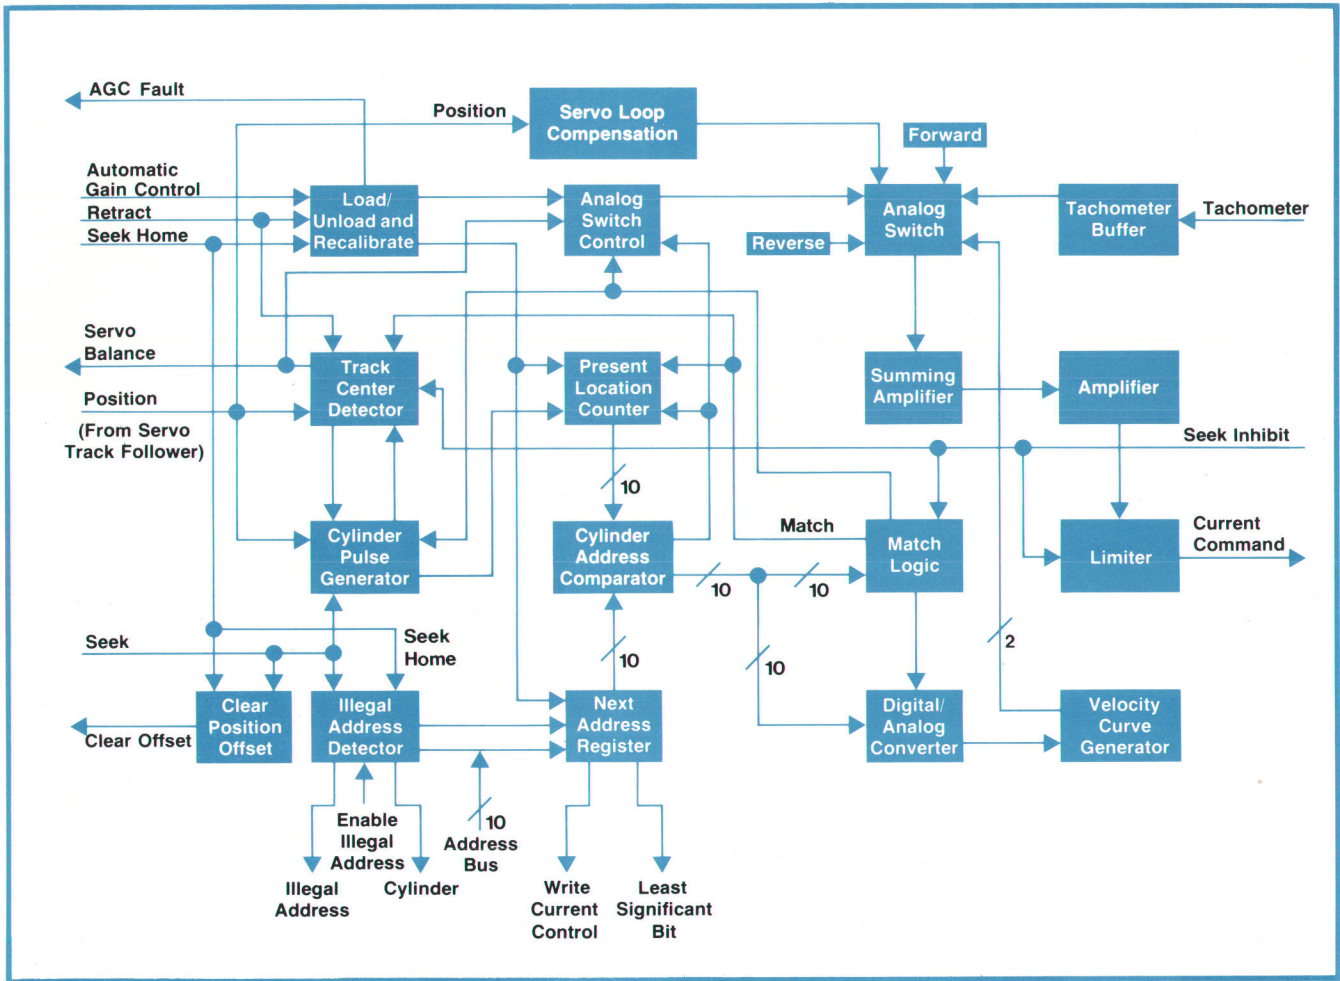 AGC Fault
Position
Servo Loop
Compensation
Forward
Automatic
Gain Control
Retract
Seek Home
Load/
Unload and
Recalibrate
Analog
Switch
Control
Reverse
Analog
Switch
Tachometer
Buffer
Tachometer
Servo
Balance
Position
(From Servo
Track Follower)
Track
Center
Detector
Present
Location
Counter
Summing
Amplifier
Amplifier
Seek Inhibit
10
Cylinder
Pulse
Generator
Cylinder
Address
Comparator
Match
10
10
Match
Logic
Limiter
Current
Command
Seek
Seek
Home
10
10
2
Clear Offset
Clear
Position
Offset
Illegal
Address
Detector
Next
Address
Register
Digital/
Analog
Converter
Velocity
Curve
Generator
Enable
Illegal
Address
10
Address
Bus
Illegal
Address
Cylinder
Write
Current
Control
Least
Significant
Bit